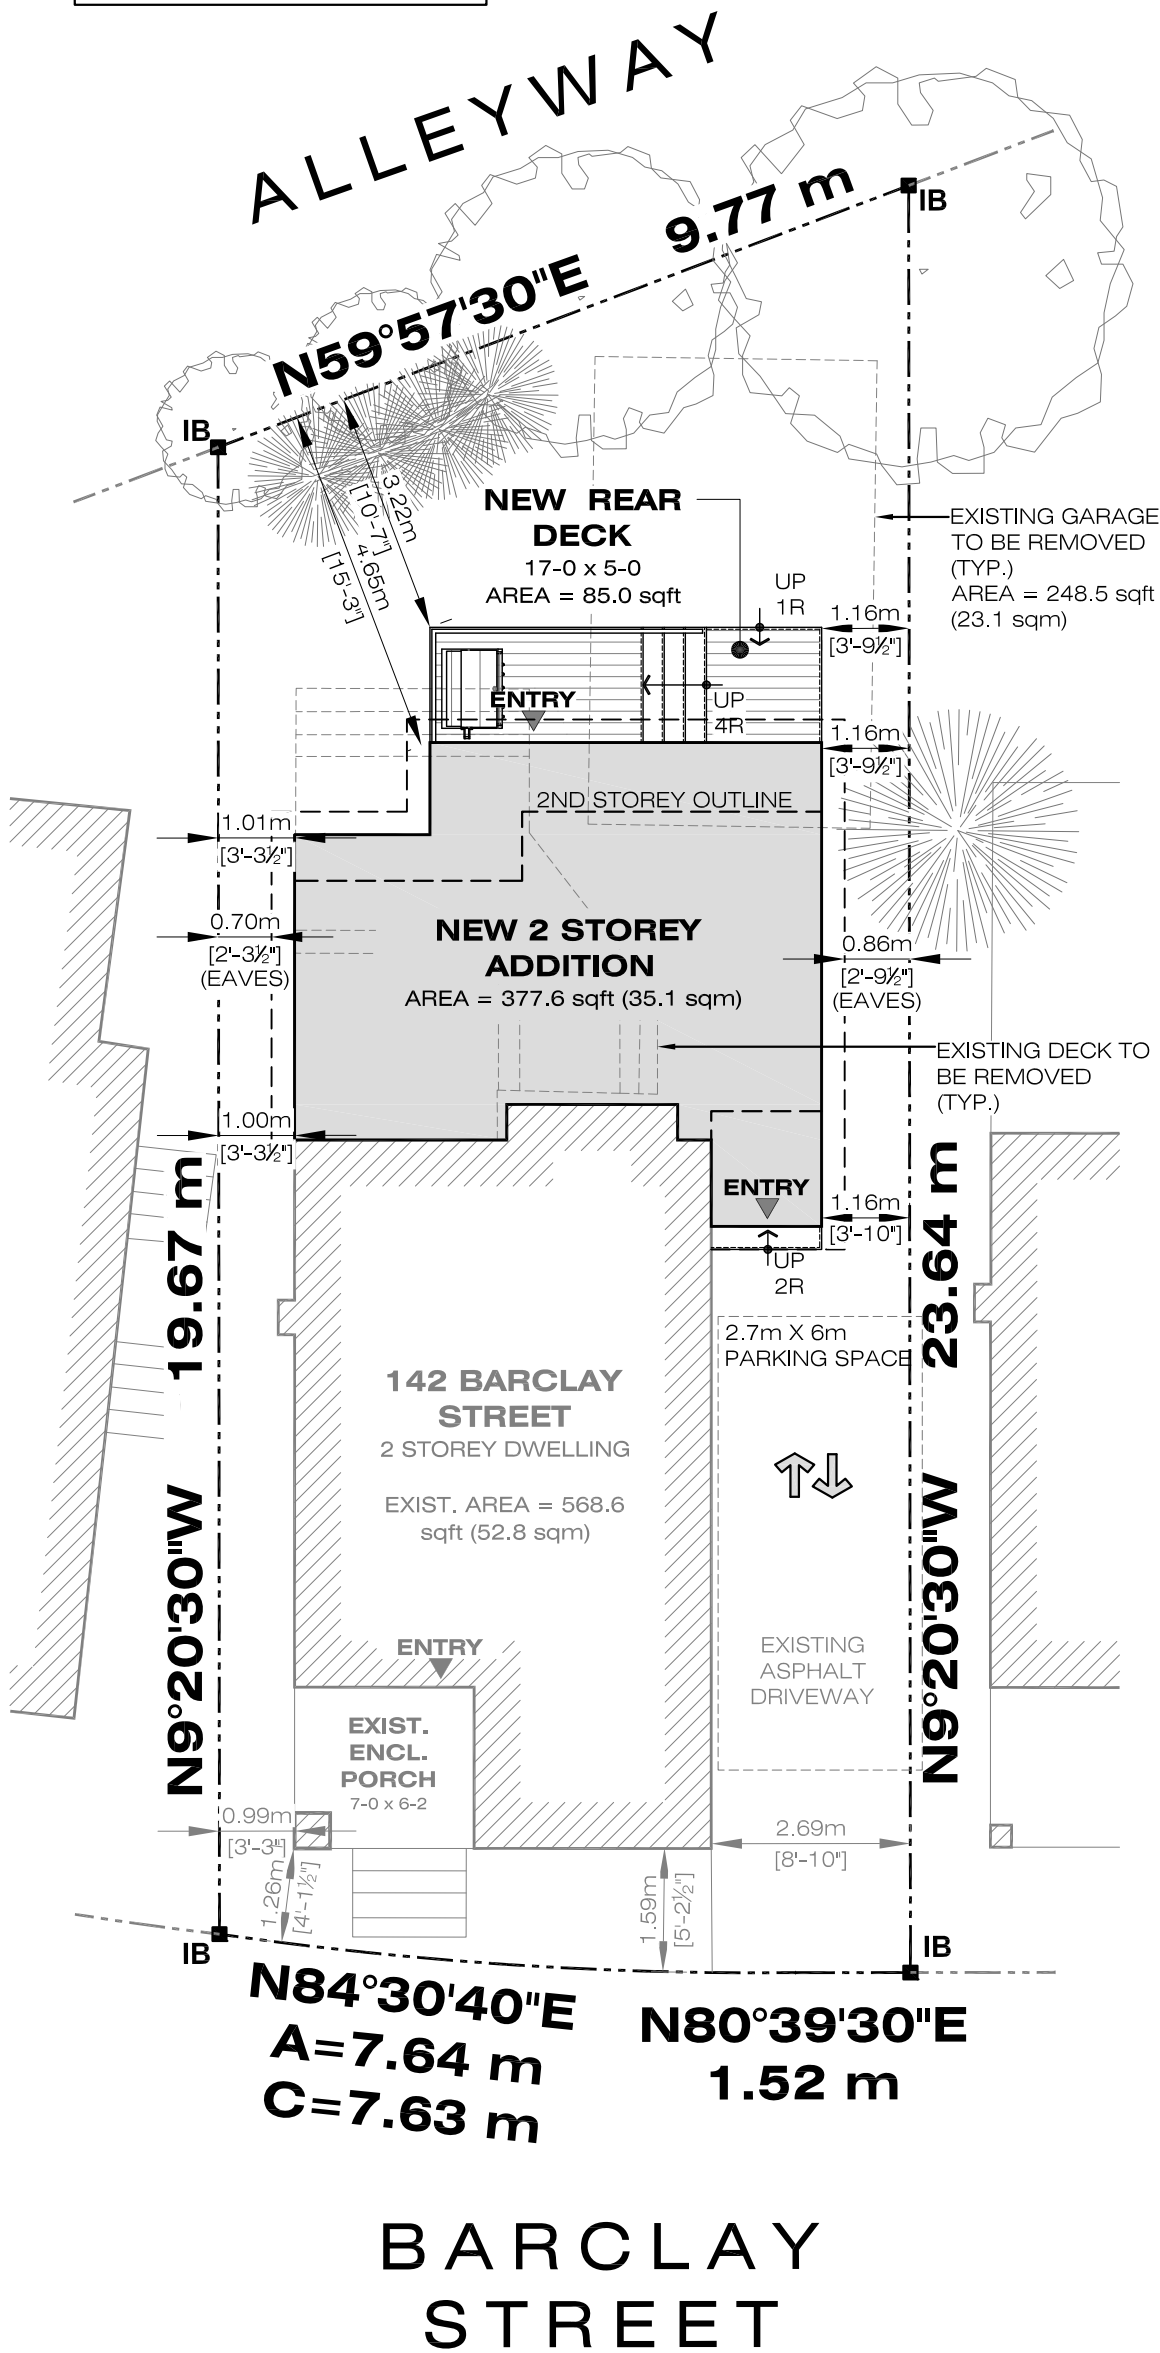 ALLEYWAY
N59°57'30"E 9.77 m
IB
IB
3.22m
[10'-7"]
4.65m
[15'-3"]
NEW REAR
DECK
17-0 x 5-0
AREA = 85.0 sqft
UP
1R
EXISTING GARAGE
TO BE REMOVED
(TYP.)
AREA = 248.5 sqft
(23.1 sqm)
1.16m
[3'-9½"]
ENTRY
UP
4R
1.16m
[3'-9½"]
2ND STOREY OUTLINE
1.01m
[3'-3½"]
0.70m
[2'-3½"]
(EAVES)
NEW 2 STOREY
ADDITION
AREA = 377.6 sqft (35.1 sqm)
0.86m
[2'-9½"]
(EAVES)
EXISTING DECK TO
BE REMOVED
(TYP.)
1.00m
[3'-3½"]
ENTRY
1.16m
[3'-10"]
UP
2R
N9°20'30"W 19.67 m
N9°20'30"W 23.64 m
2.7m X 6m
PARKING SPACE
142 BARCLAY
STREET
2 STOREY DWELLING
EXIST. AREA = 568.6
sqft (52.8 sqm)
ENTRY
EXISTING
ASPHALT
DRIVEWAY
EXIST.
ENCL.
PORCH
7-0 x 6-2
0.99m
[3'-3"]
1.26m
[4'-1½"]
1.59m
[5'-2½"]
2.69m
[8'-10"]
IB
IB
N84°30'40"E
A=7.64 m
C=7.63 m
N80°39'30"E
1.52 m
BARCLAY
STREET